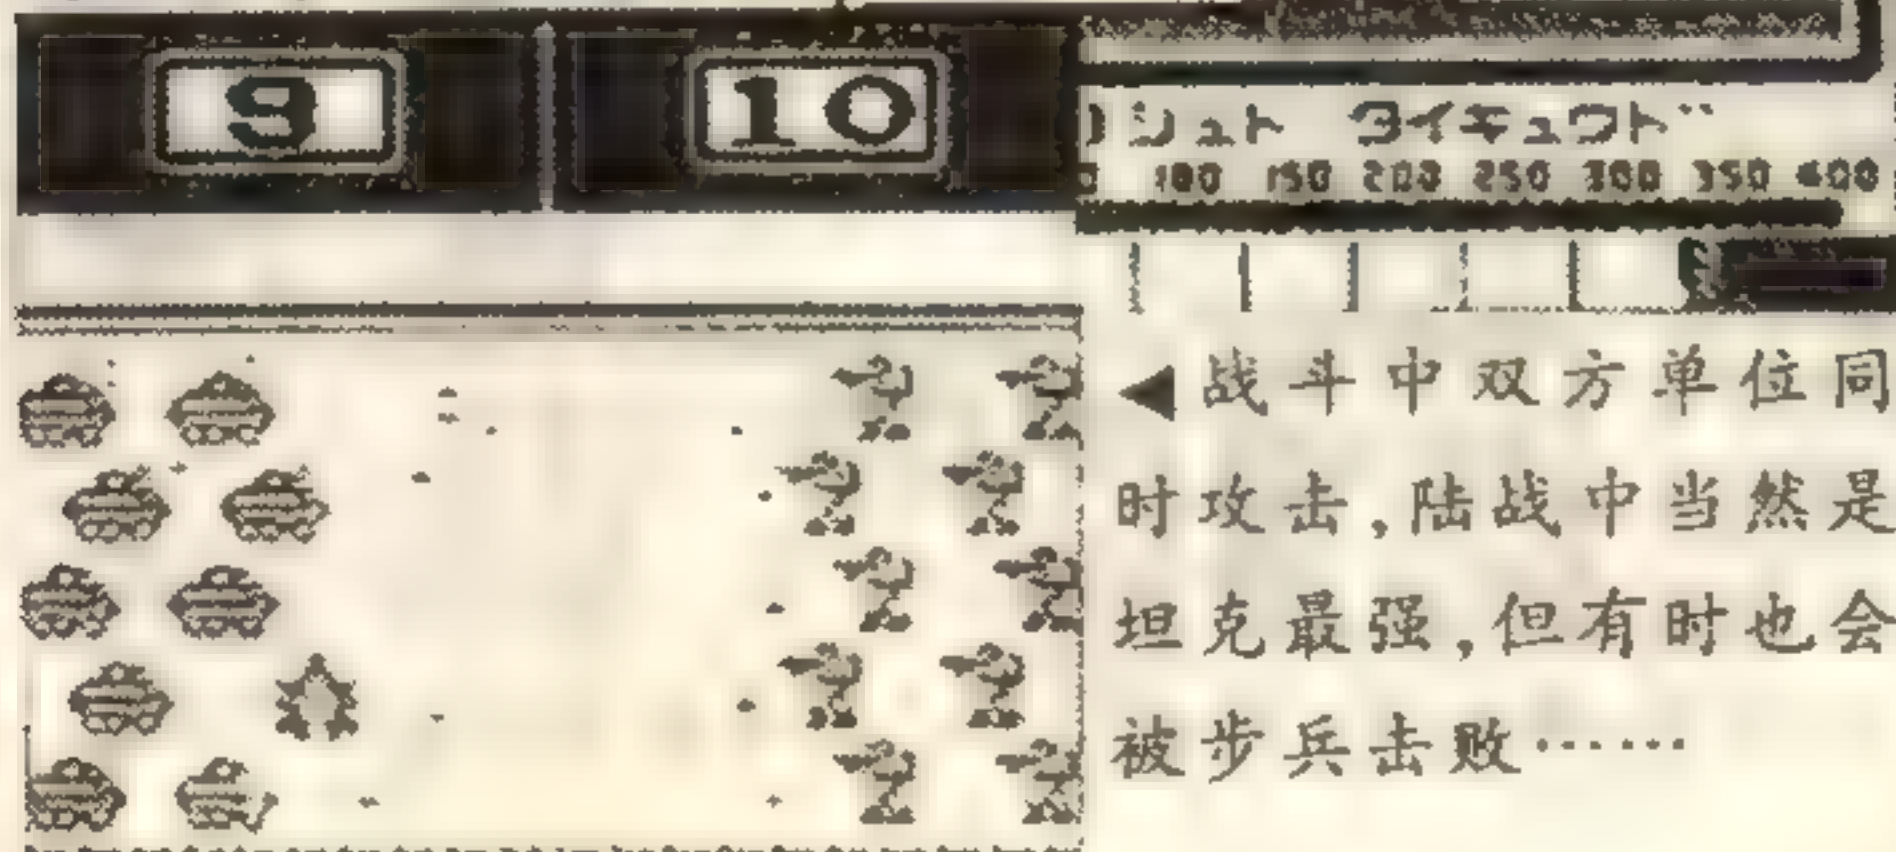 9 10
シュト タイキュウド
100 150 200 250 300 350 400
◀战斗中双方单位同
时攻击,陆战中当然是
坦克最强,但有时也会
被步兵击败……